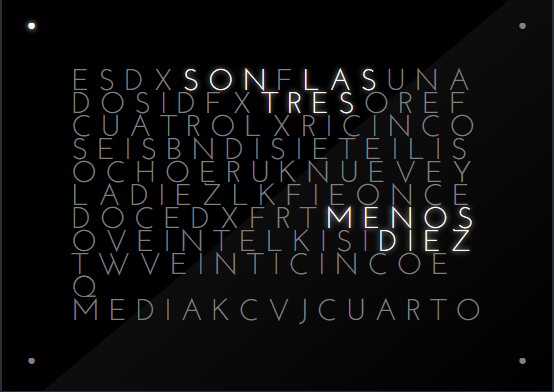 ESDXSONFLASUNA
DOSIDFXTRESOREF
CUATROLXRICINCO
SEISBNDISIETEILIS
OCHOERUKNUEVEY
LADIEZLKFIEONCE
DOCEDXFRTMENOS
OVEINTELKISIDIEZ
TWVEINTICINCOE
Q
MEDIAKCVJCUARTO